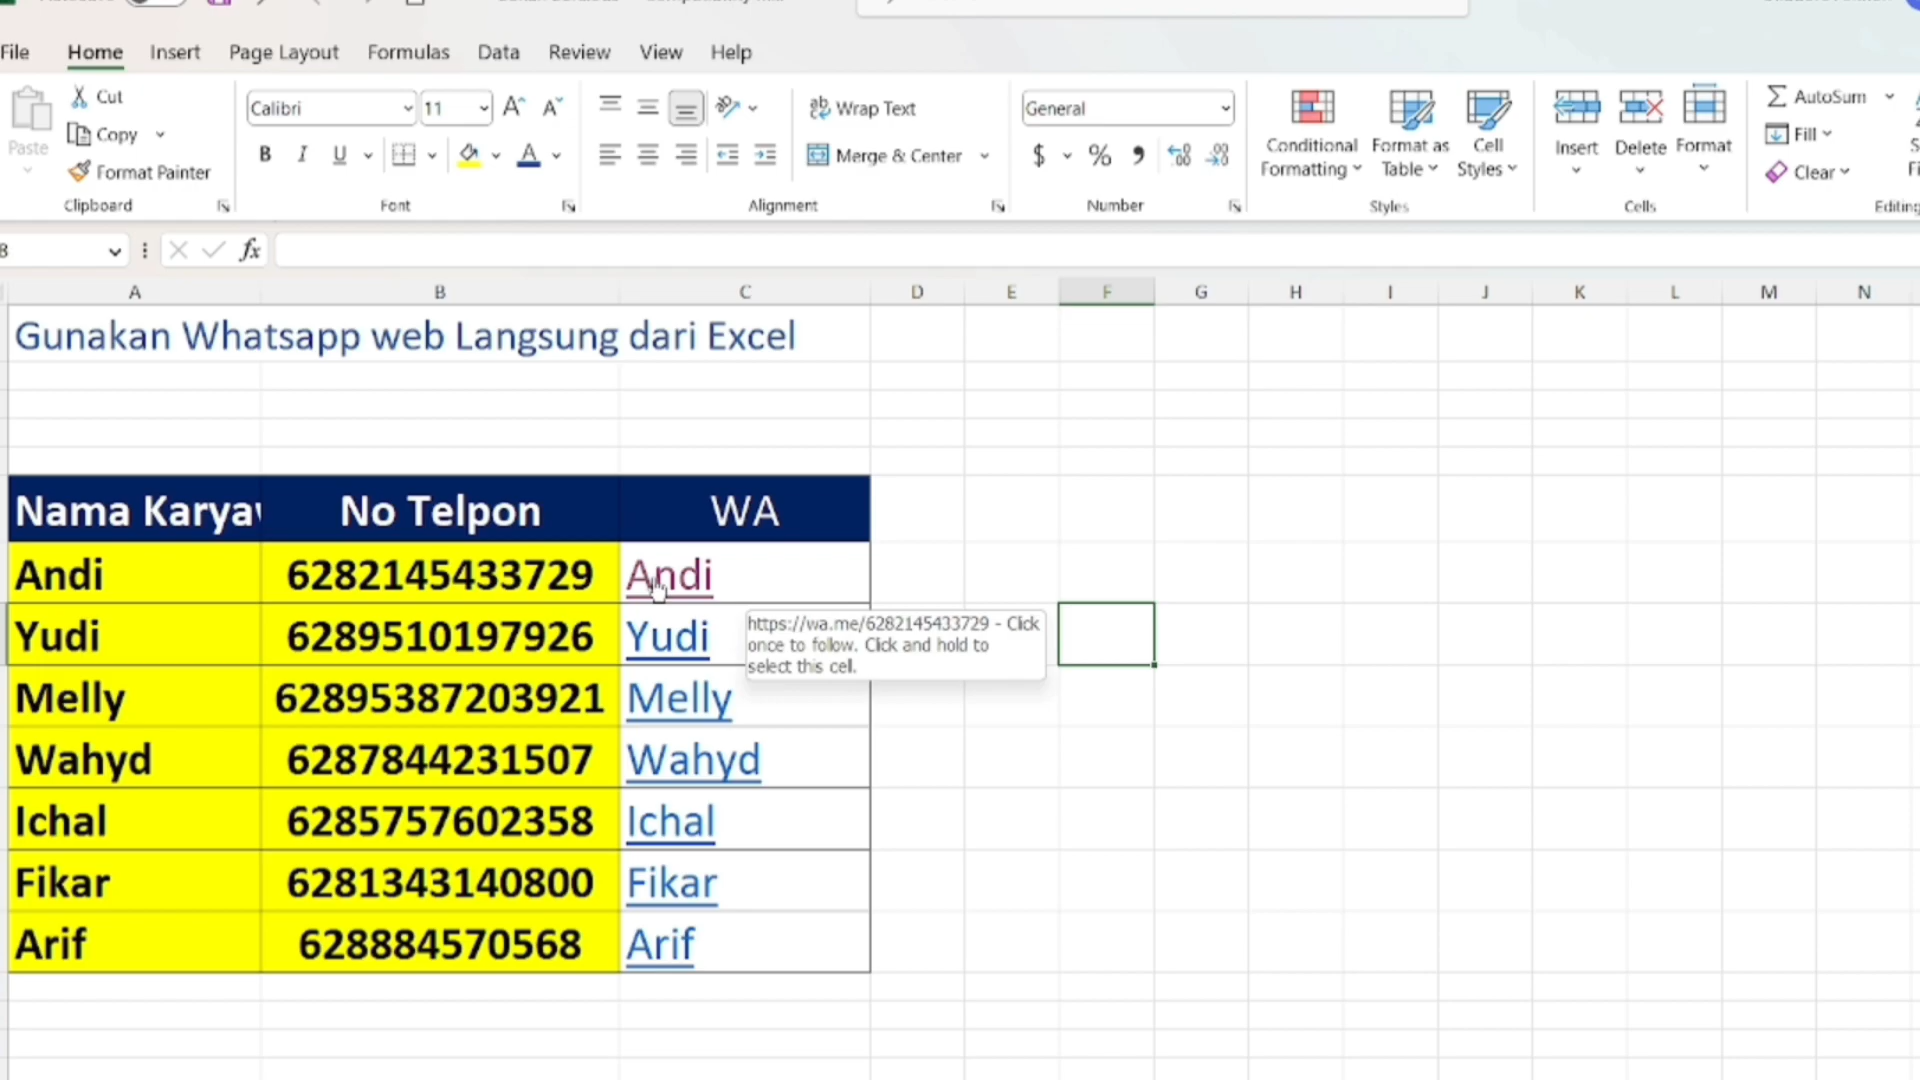 File Home Insert Page Layout Formulas Data Review View Help
Paste Cut Copy Format Painter Clipboard
Calibri 11 B I U Font
ab Wrap Text Merge & Center Alignment
General $ % Number
Conditional Formatting Format as Table Cell Styles Styles
Insert Delete Format Cells
AutoSum Fill Clear Editing
fx
A B C D E F G H I J K L M N
Gunakan Whatsapp web Langsung dari Excel
Nama Karyav No Telpon WA
Andi 6282145433729 Andi
Yudi 6289510197926 Yudi
https://wa.me/6282145433729 - Click
once to follow. Click and hold to
select this cell.
Melly 62895387203921 Melly
Wahyd 6287844231507 Wahyd
Ichal 6285757602358 Ichal
Fikar 6281343140800 Fikar
Arif 628884570568 Arif